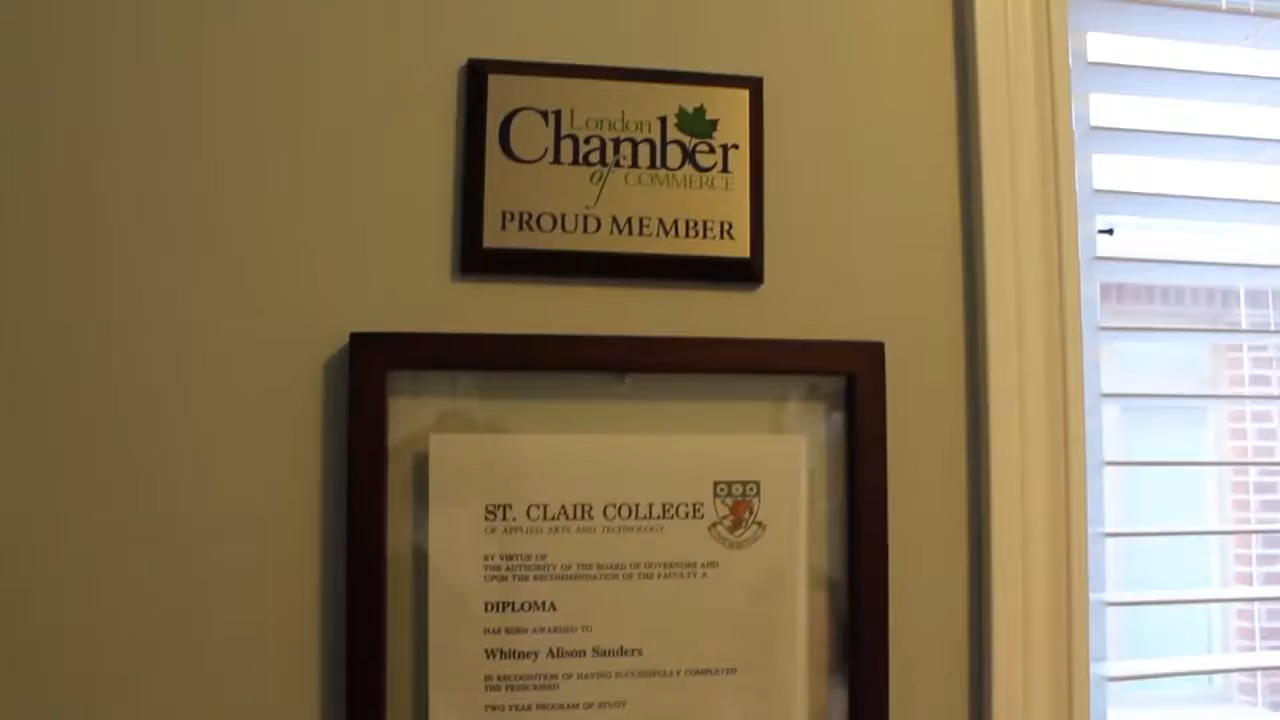 London
Chamber
of COMMERCE
PROUD MEMBER
ST. CLAIR COLLEGE
OF APPLIED ARTS AND TECHNOLOGY
BY VIRTUE OF
THE AUTHORITY OF THE BOARD OF GOVERNORS AND
UPON THE RECOMMENDATION OF THE FACULTY A
DIPLOMA
HAS BEEN AWARDED TO
Whitney Alison Sanders
IN RECOGNITION OF HAVING SUCCESSFULLY COMPLETED
THE PRESCRIBED
TWO YEAR PROGRAM OF STUDY